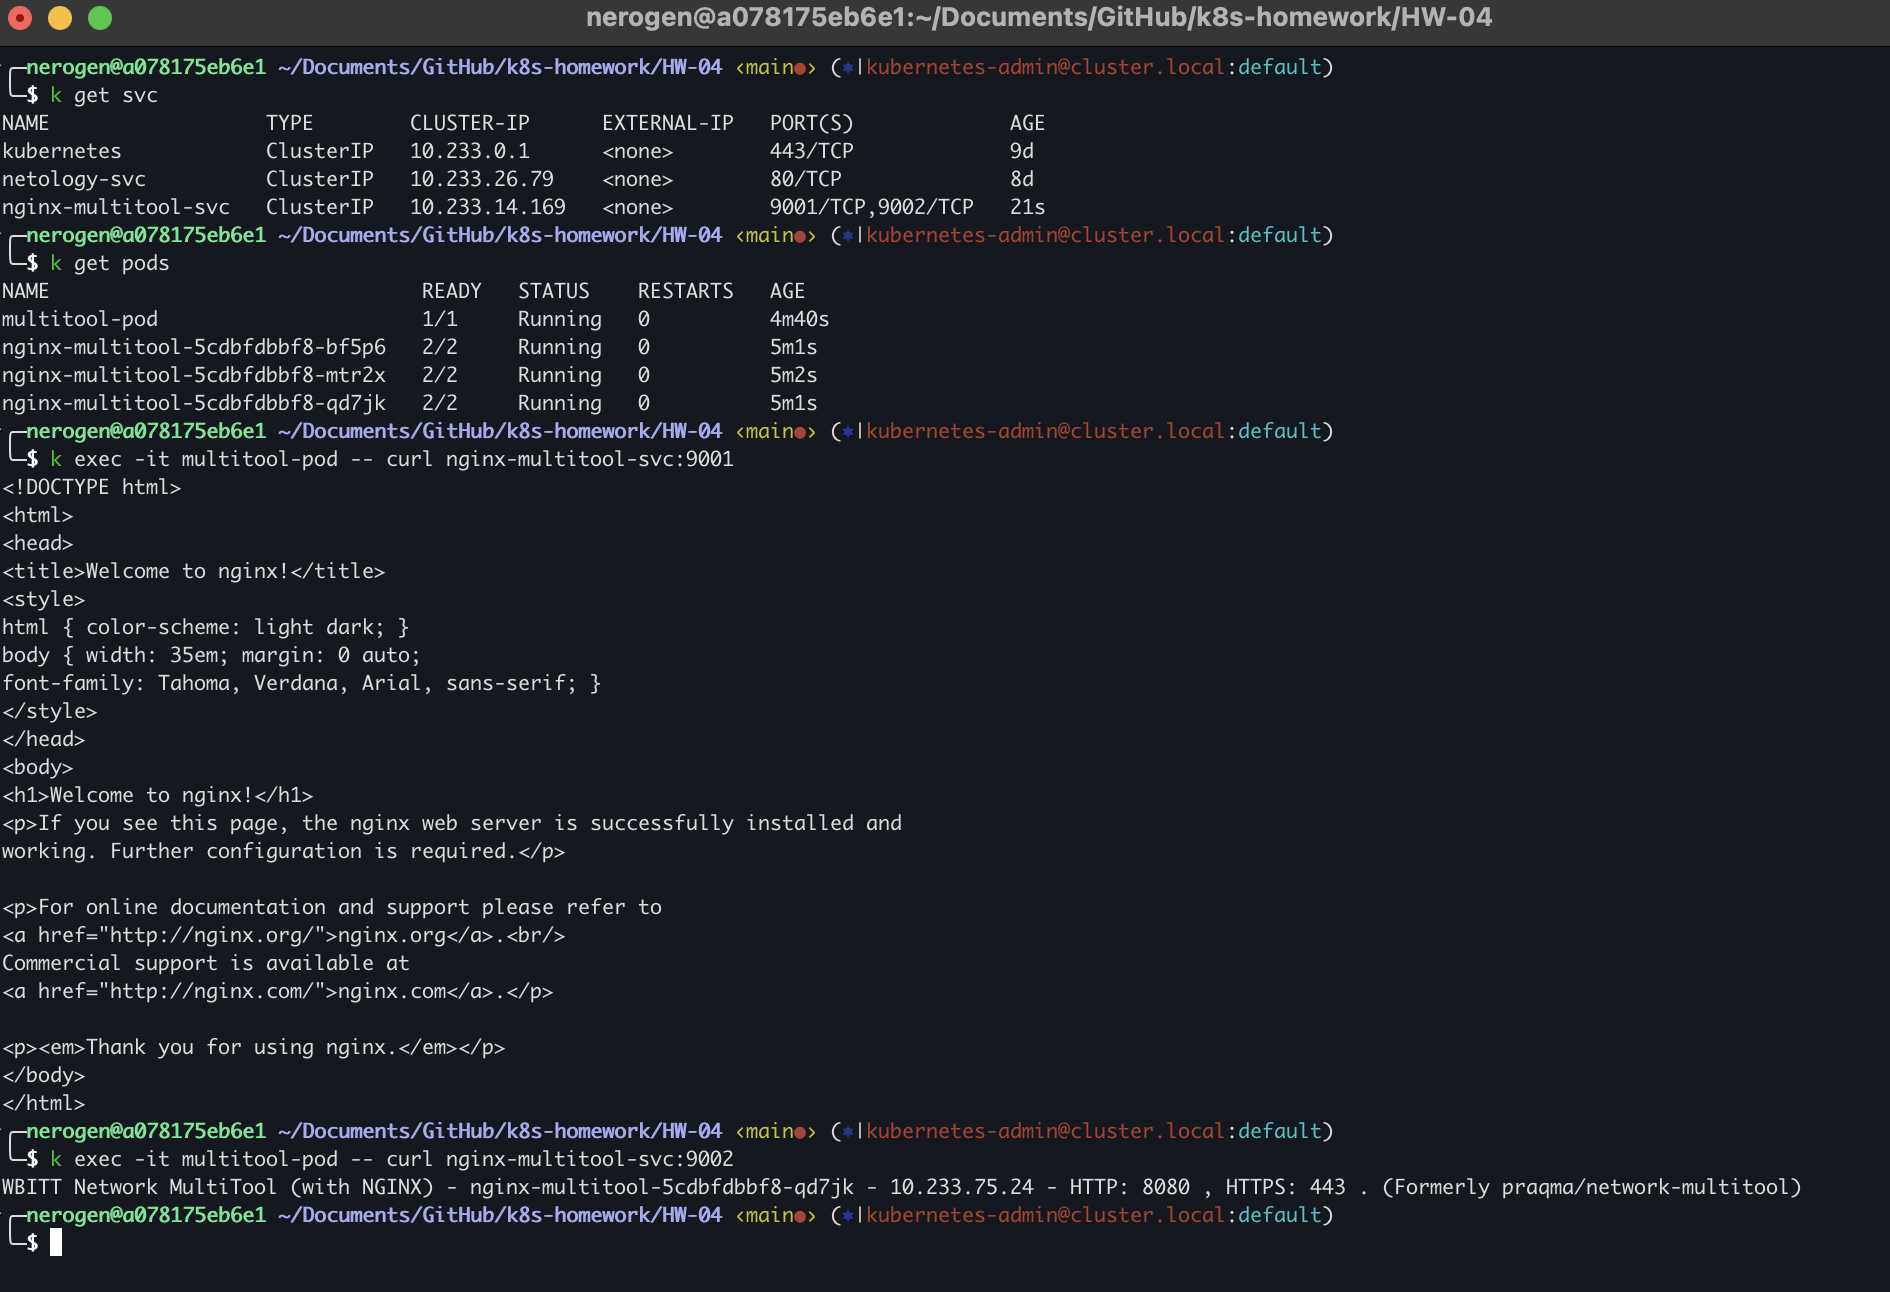 nerogen@a078175eb6e1:~/Documents/GitHub/k8s-homework/HW-04
nerogen@a078175eb6e1 ~/Documents/GitHub/k8s-homework/HW-04 ‹main●› (⎈|kubernetes-admin@cluster.local:default)
$ k get svc
NAME                  TYPE        CLUSTER-IP      EXTERNAL-IP   PORT(S)             AGE
kubernetes            ClusterIP   10.233.0.1      <none>        443/TCP             9d
netology-svc          ClusterIP   10.233.26.79    <none>        80/TCP              8d
nginx-multitool-svc   ClusterIP   10.233.14.169   <none>        9001/TCP,9002/TCP   21s
nerogen@a078175eb6e1 ~/Documents/GitHub/k8s-homework/HW-04 ‹main●› (⎈|kubernetes-admin@cluster.local:default)
$ k get pods
NAME                               READY   STATUS    RESTARTS   AGE
multitool-pod                      1/1     Running   0          4m40s
nginx-multitool-5cdbfdbbf8-bf5p6   2/2     Running   0          5m1s
nginx-multitool-5cdbfdbbf8-mtr2x   2/2     Running   0          5m2s
nginx-multitool-5cdbfdbbf8-qd7jk   2/2     Running   0          5m1s
nerogen@a078175eb6e1 ~/Documents/GitHub/k8s-homework/HW-04 ‹main●› (⎈|kubernetes-admin@cluster.local:default)
$ k exec -it multitool-pod -- curl nginx-multitool-svc:9001
<!DOCTYPE html>
<html>
<head>
<title>Welcome to nginx!</title>
<style>
html { color-scheme: light dark; }
body { width: 35em; margin: 0 auto;
font-family: Tahoma, Verdana, Arial, sans-serif; }
</style>
</head>
<body>
<h1>Welcome to nginx!</h1>
<p>If you see this page, the nginx web server is successfully installed and
working. Further configuration is required.</p>

<p>For online documentation and support please refer to
<a href="http://nginx.org/">nginx.org</a>.<br/>
Commercial support is available at
<a href="http://nginx.com/">nginx.com</a>.</p>

<p><em>Thank you for using nginx.</em></p>
</body>
</html>
nerogen@a078175eb6e1 ~/Documents/GitHub/k8s-homework/HW-04 ‹main●› (⎈|kubernetes-admin@cluster.local:default)
$ k exec -it multitool-pod -- curl nginx-multitool-svc:9002
WBITT Network MultiTool (with NGINX) - nginx-multitool-5cdbfdbbf8-qd7jk - 10.233.75.24 - HTTP: 8080 , HTTPS: 443 . (Formerly praqma/network-multitool)
nerogen@a078175eb6e1 ~/Documents/GitHub/k8s-homework/HW-04 ‹main●› (⎈|kubernetes-admin@cluster.local:default)
$